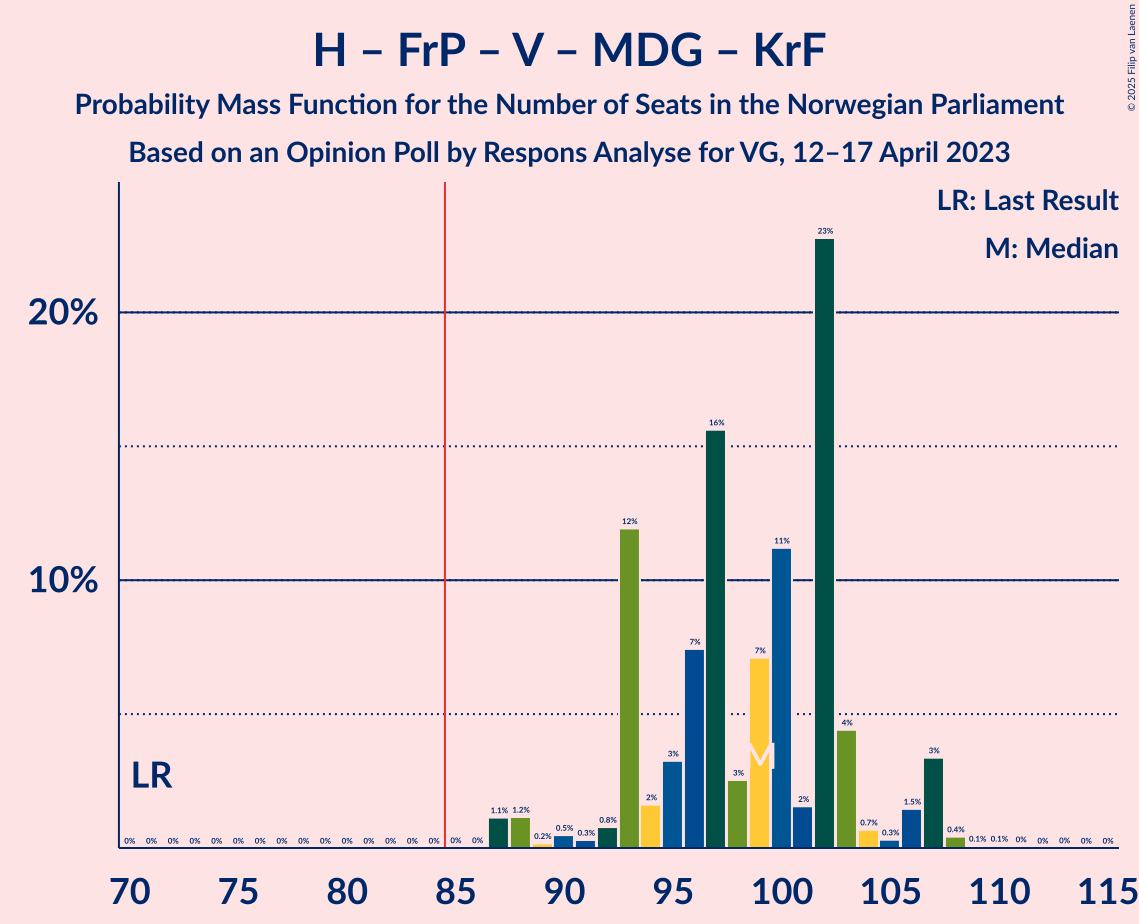 H – FrP – V – MDG – KrF
Probability Mass Function for the Number of Seats in the Norwegian Parliament
Based on an Opinion Poll by Respons Analyse for VG, 12–17 April 2023
© 2025 Filip van Laenen
LR: Last Result
M: Median
20%
10%
LR
M
0% 0% 0% 0% 0% 0% 0% 0% 0% 0% 0% 0% 0% 0% 0% 0% 0% 1.1% 1.2% 0.2% 0.5% 0.3% 0.8% 12% 2% 3% 7% 16% 3% 7% 11% 2% 23% 4% 0.7% 0.3% 1.5% 3% 0.4% 0.1% 0.1% 0% 0% 0% 0% 0%
70 75 80 85 90 95 100 105 110 115